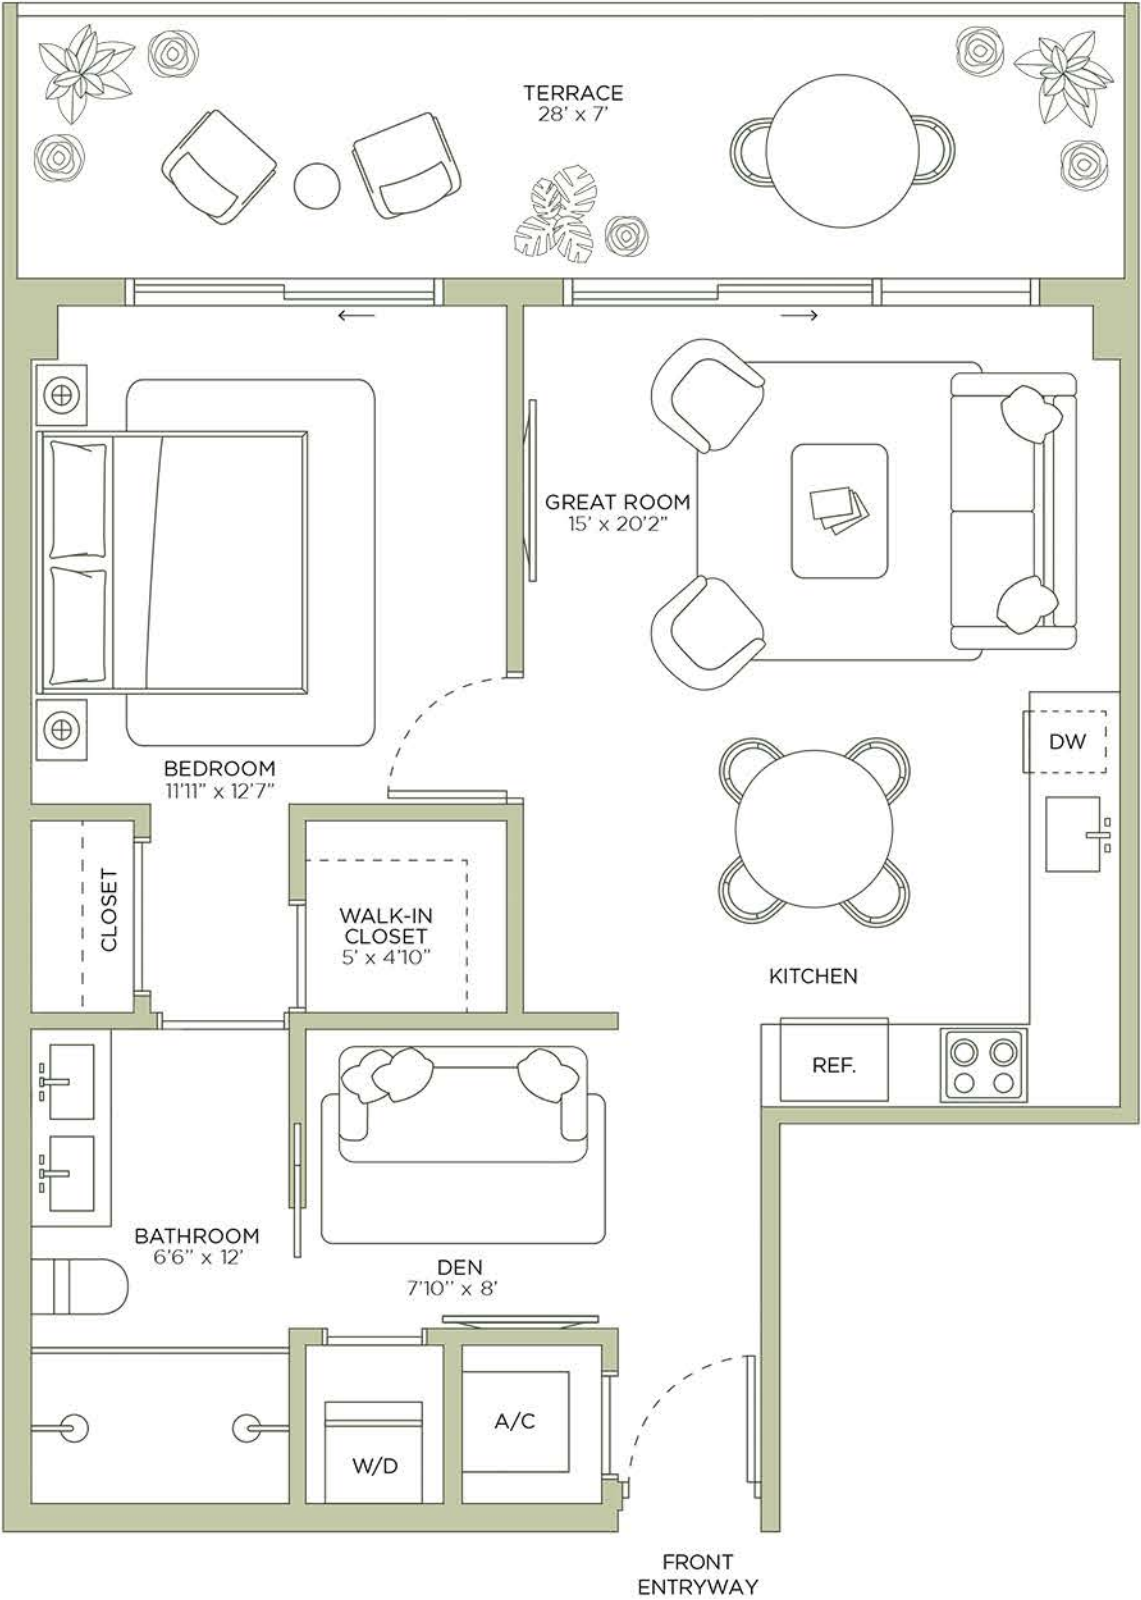 TERRACE
28' x 7'
GREAT ROOM
15' x 20'2"
DW
BEDROOM
11'11" x 12'7"
CLOSET
WALK-IN
CLOSET
5' x 4'10"
KITCHEN
REF.
BATHROOM
6'6" x 12'
DEN
7'10" x 8'
A/C
W/D
FRONT
ENTRYWAY